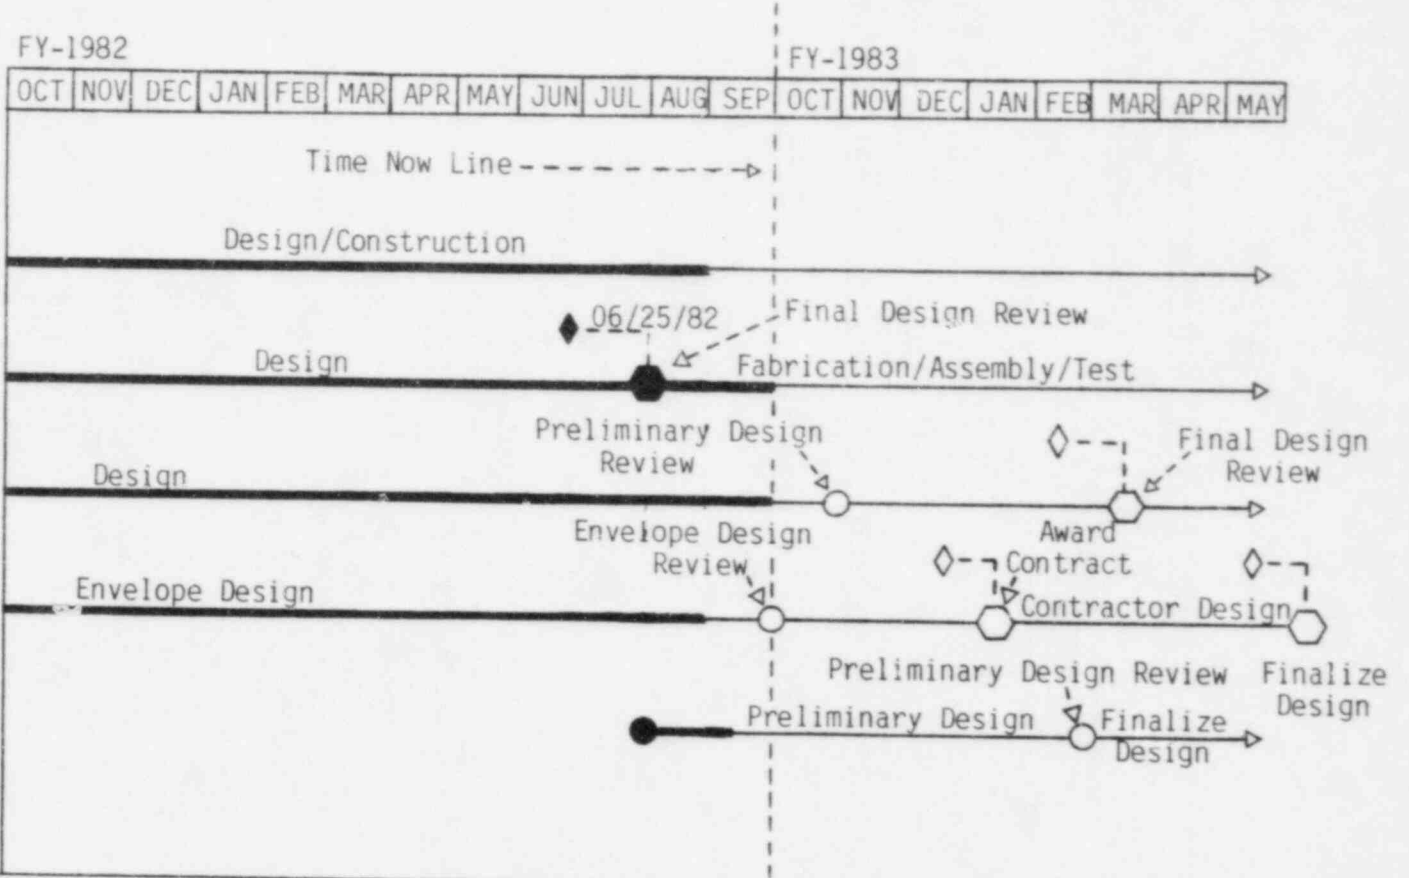 FY-1982
FY-1983
OCT NOV DEC JAN FEB MAR APR MAY JUN JUL AUG SEP OCT NOV DEC JAN FEB MAR APR MAY
Time Now Line
Design/Construction
06/25/82
Final Design Review
Design
Fabrication/Assembly/Test
Preliminary Design
Review
Final Design
Review
Design
Envelope Design
Review
Award
Contract
Envelope Design
Contractor Design
Preliminary Design Review
Finalize
Design
Preliminary Design
Finalize
Design